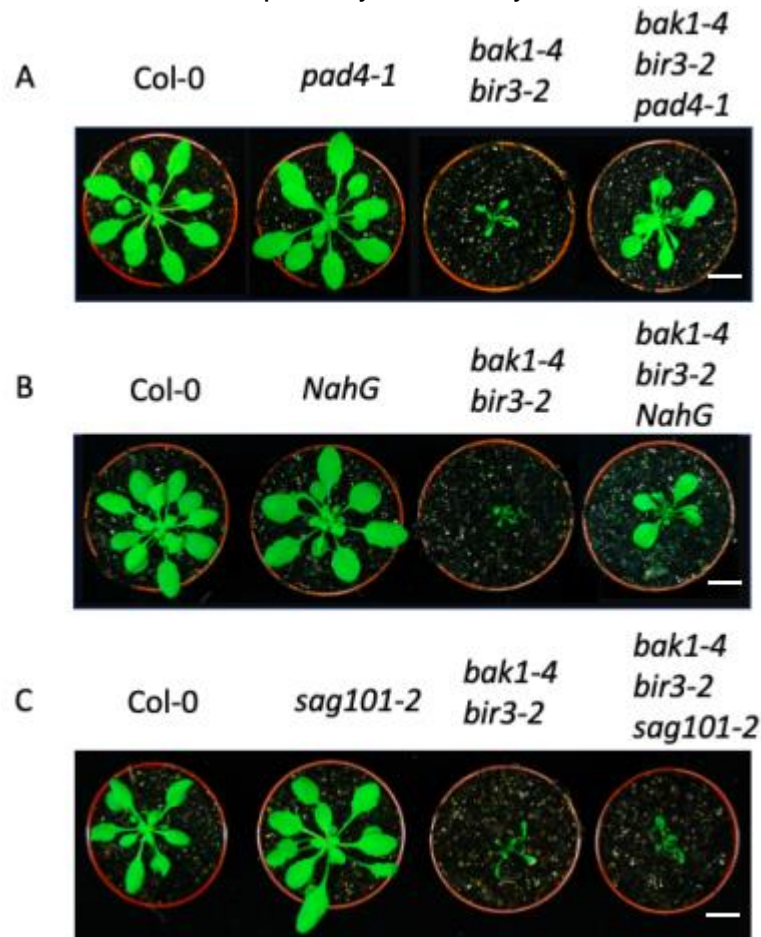 A
Col-0
pad4-1
bak1-4
bir3-2
bak1-4
bir3-2
pad4-1
B
Col-0
NahG
bak1-4
bir3-2
bak1-4
bir3-2
NahG
C
Col-0
sag101-2
bak1-4
bir3-2
bak1-4
bir3-2
sag101-2